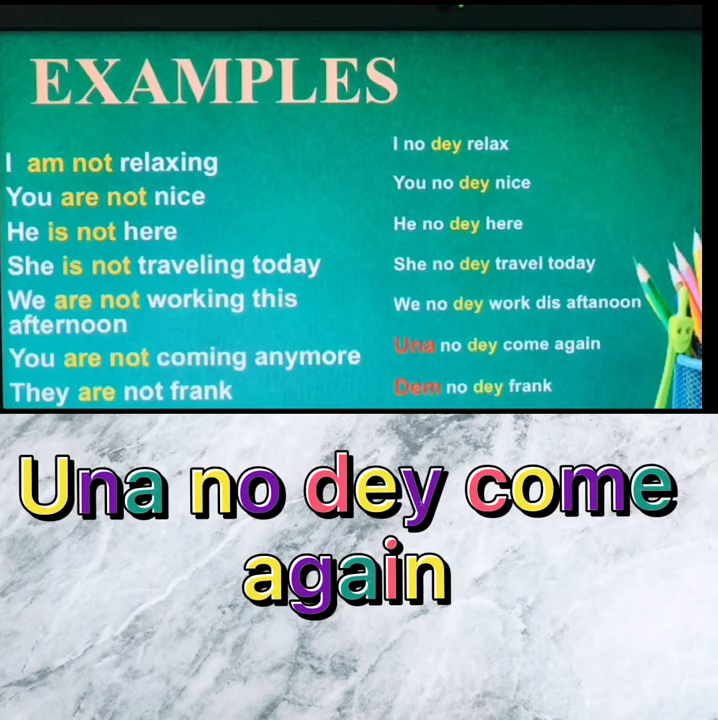 EXAMPLES
I am not relaxing
You are not nice
He is not here
She is not traveling today
We are not working this
afternoon
You are not coming anymore
They are not frank
I no dey relax
You no dey nice
He no dey here
She no dey travel today
We no dey work dis aftanoon
Una no dey come again
Dem no dey frank
Una no dey come
again